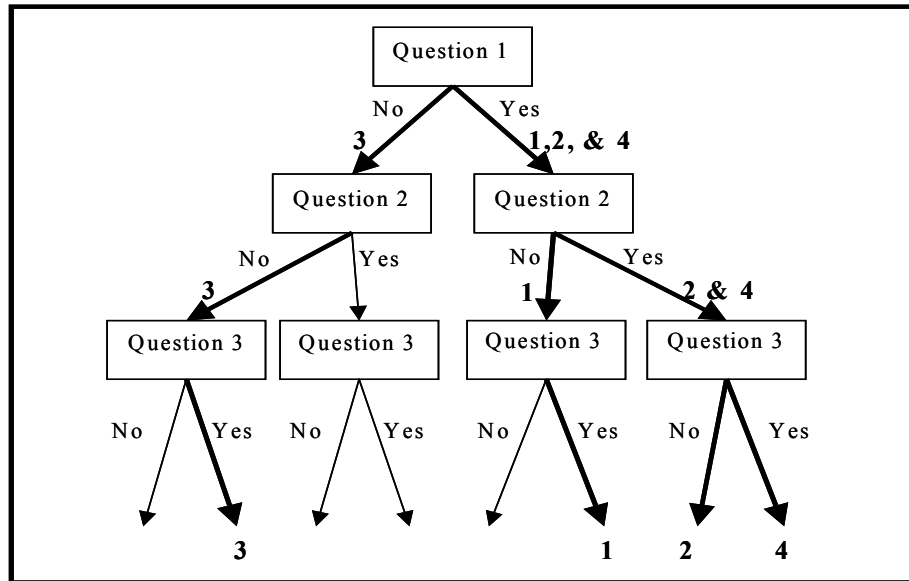 Question 1
No Yes
3 1,2, & 4
Question 2 Question 2
No Yes No Yes
3 1 2 & 4
Question 3 Question 3 Question 3 Question 3
No Yes No Yes No Yes No Yes
3 1 2 4